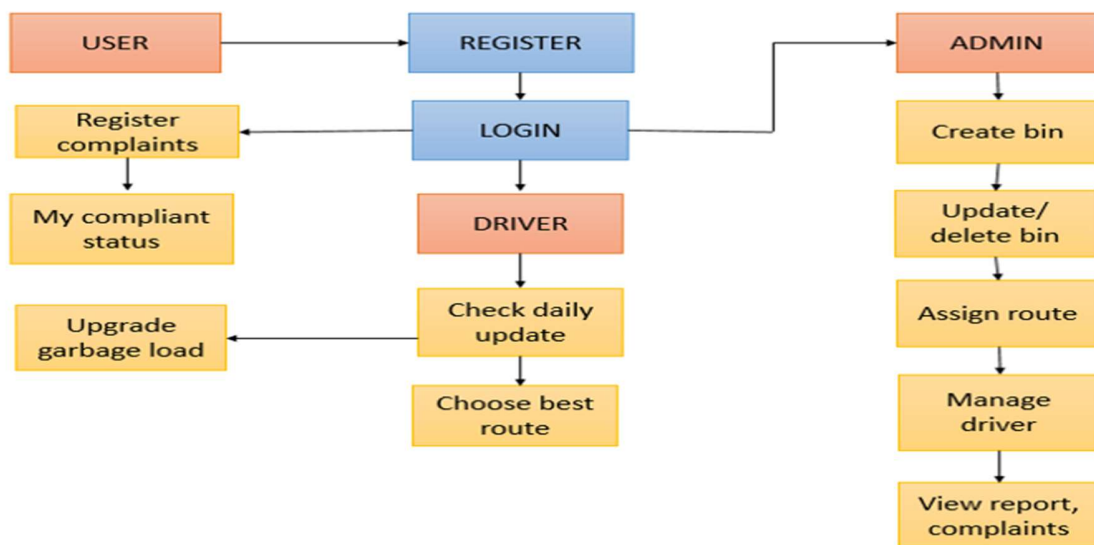 USER
REGISTER
ADMIN
Register
complaints
LOGIN
Create bin
My compliant
status
DRIVER
Update/
delete bin
Upgrade
garbage load
Check daily
update
Assign route
Choose best
route
Manage
driver
View report,
complaints